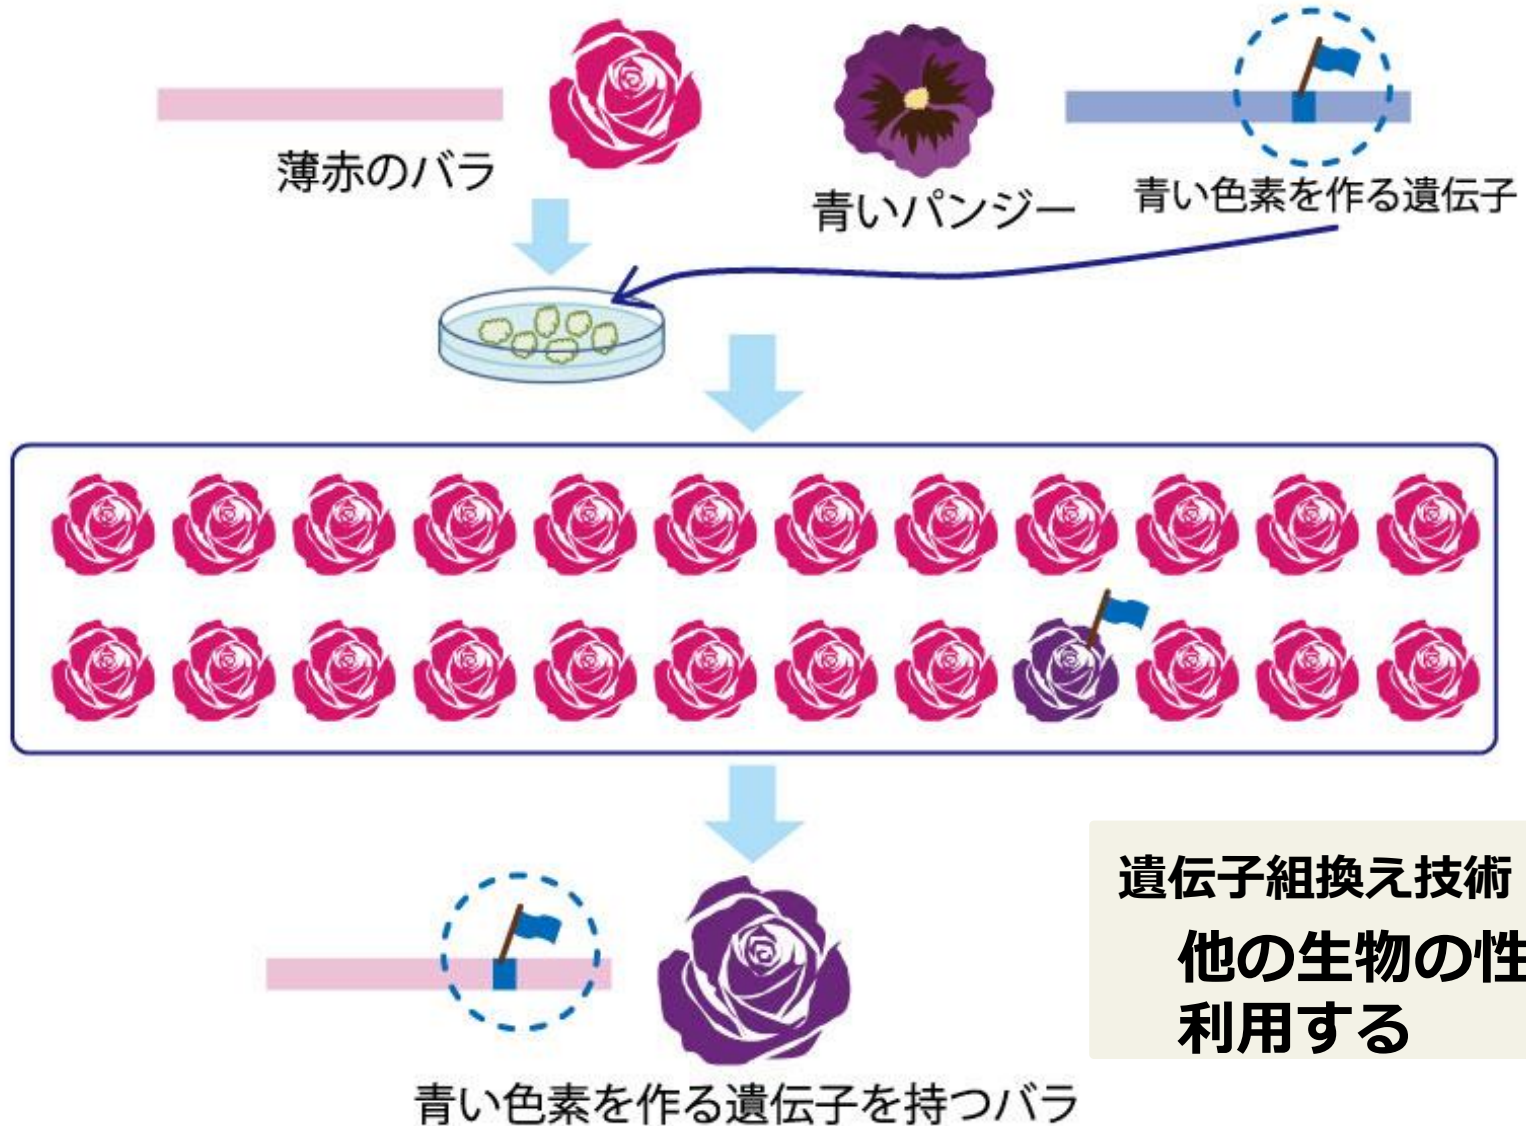 薄赤のバラ
青いパンジー
青い色素を作る遺伝子
青い色素を作る遺伝子を持つバラ
遺伝子組換え技術
他の生物の性
利用する